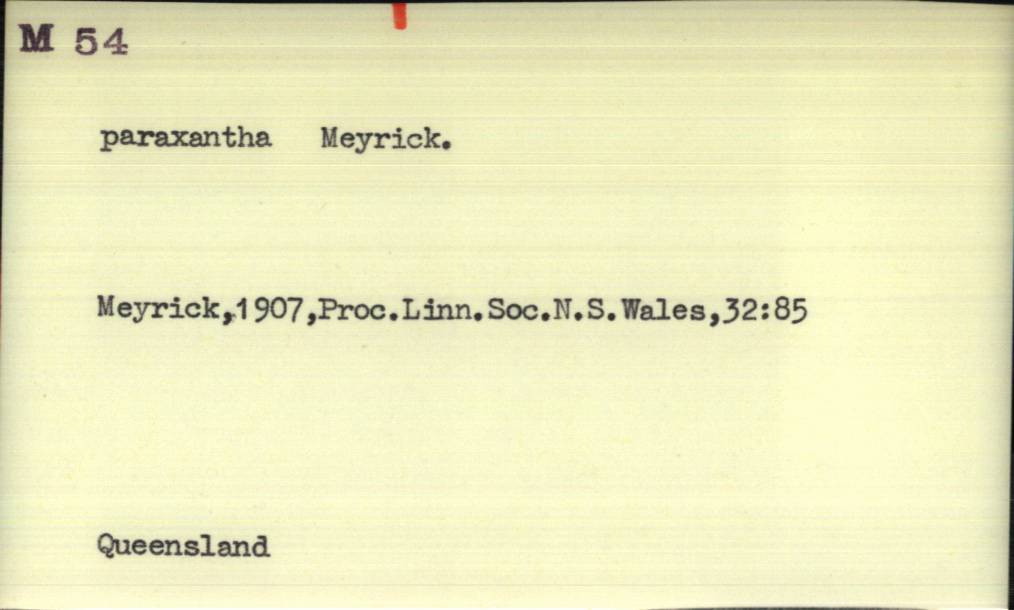 M 54
paraxantha Meyrick.
Meyrick,1907,Proc.Linn.Soc.N.S.Wales,32:85
Queensland